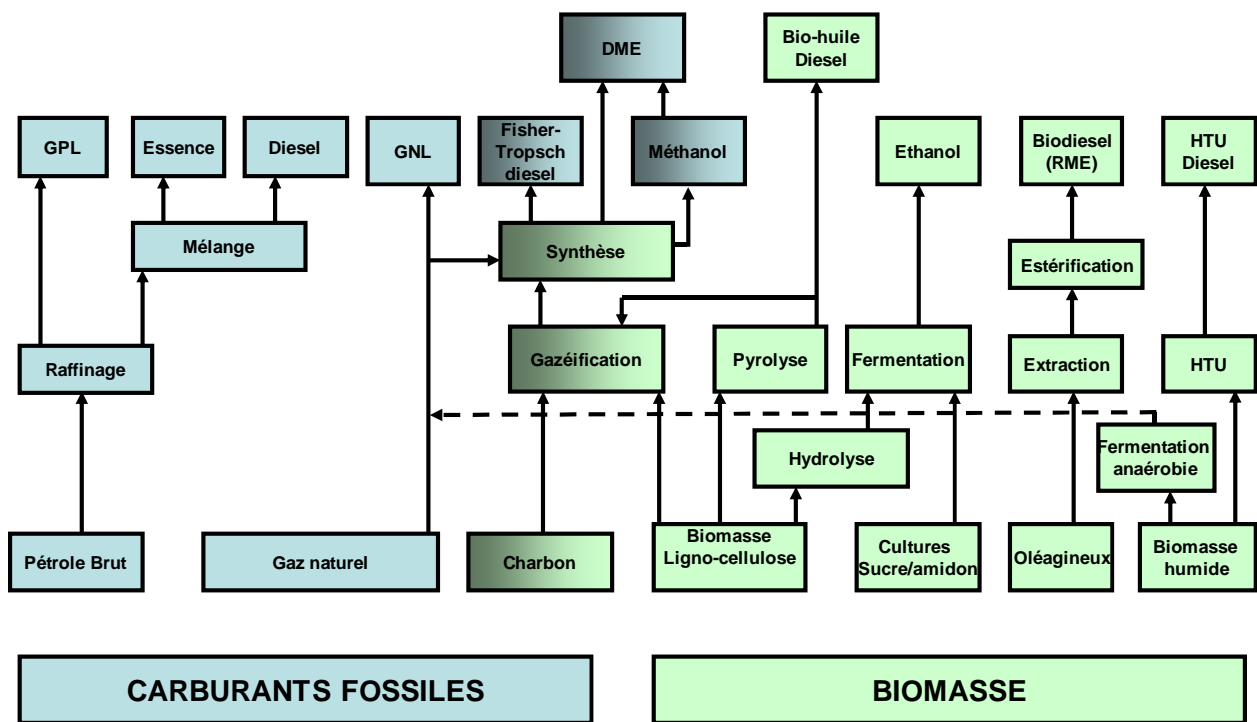 DME
Bio-huile
Diesel
GPL
Essence
Diesel
GNL
Fisher-
Tropsch
diesel
Méthanol
Ethanol
Biodiesel
(RME)
HTU
Diesel
Mélange
Synthèse
Estérification
Raffinage
Gazéification
Pyrolyse
Fermentation
Extraction
HTU
Hydrolyse
Fermentation
anaérobie
Pétrole Brut
Gaz naturel
Charbon
Biomasse
Ligno-cellulose
Cultures
Sucre/amidon
Oléagineux
Biomasse
humide
CARBURANTS FOSSILES
BIOMASSE